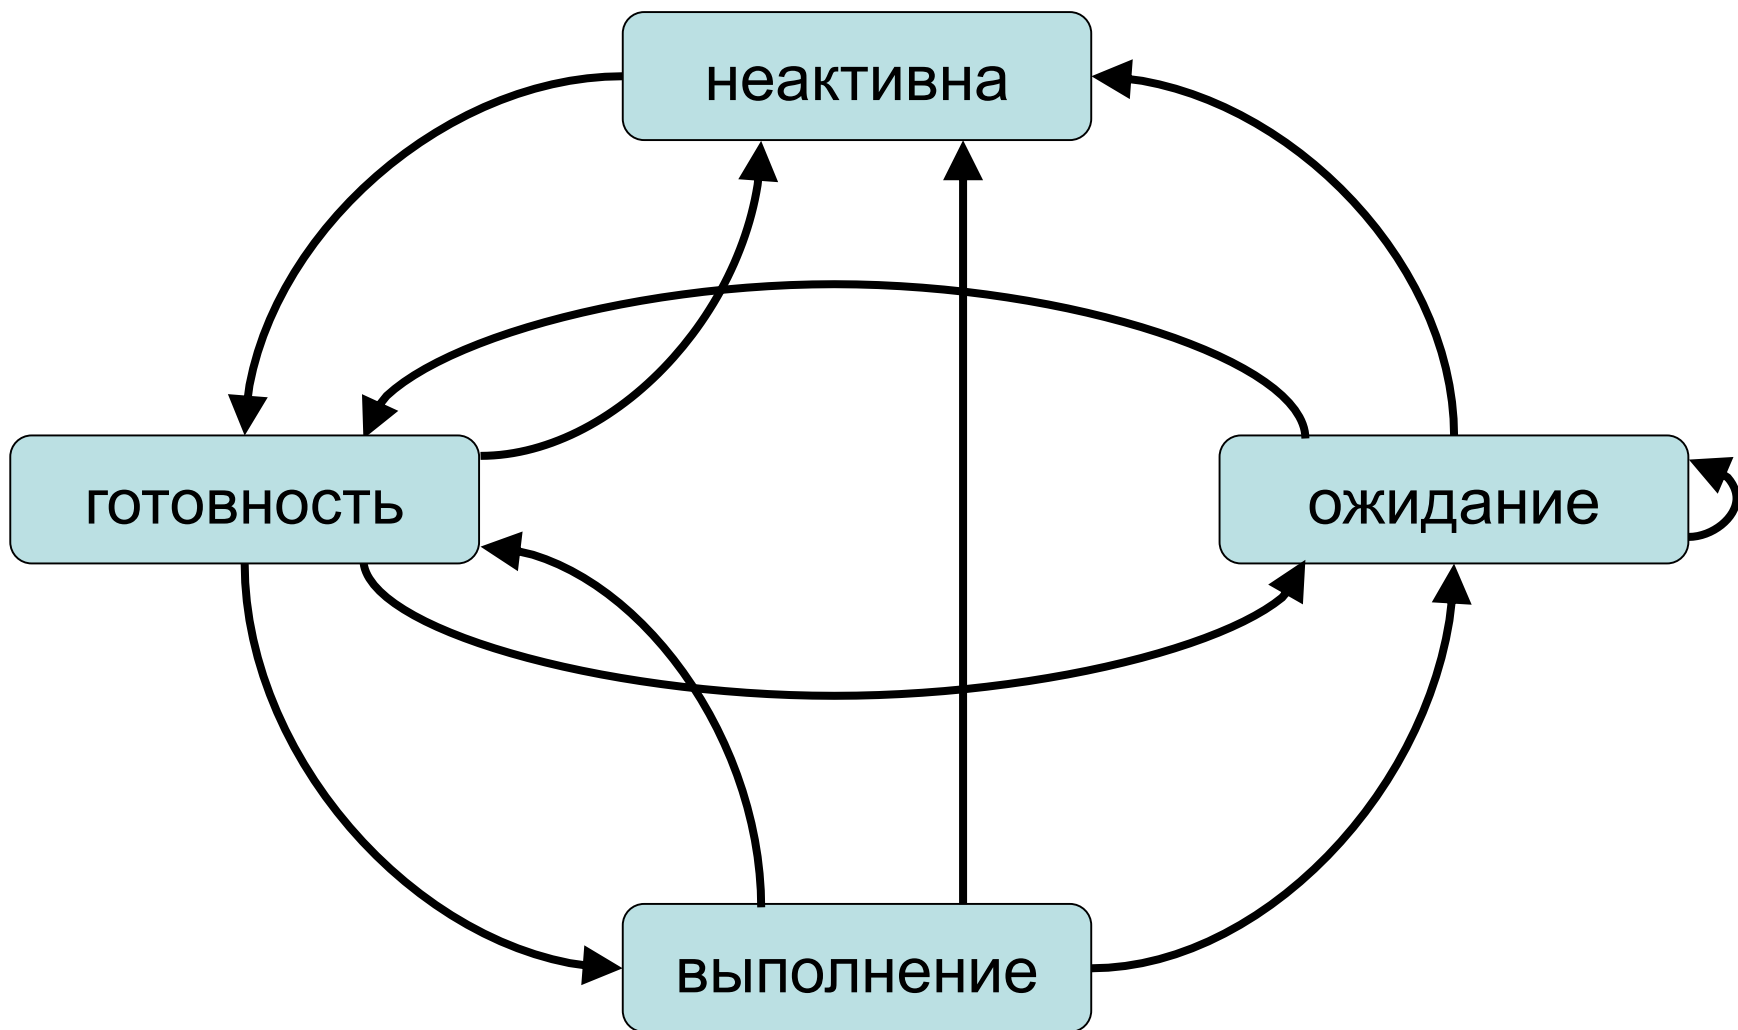 неактивна
готовность
ожидание
выполнение